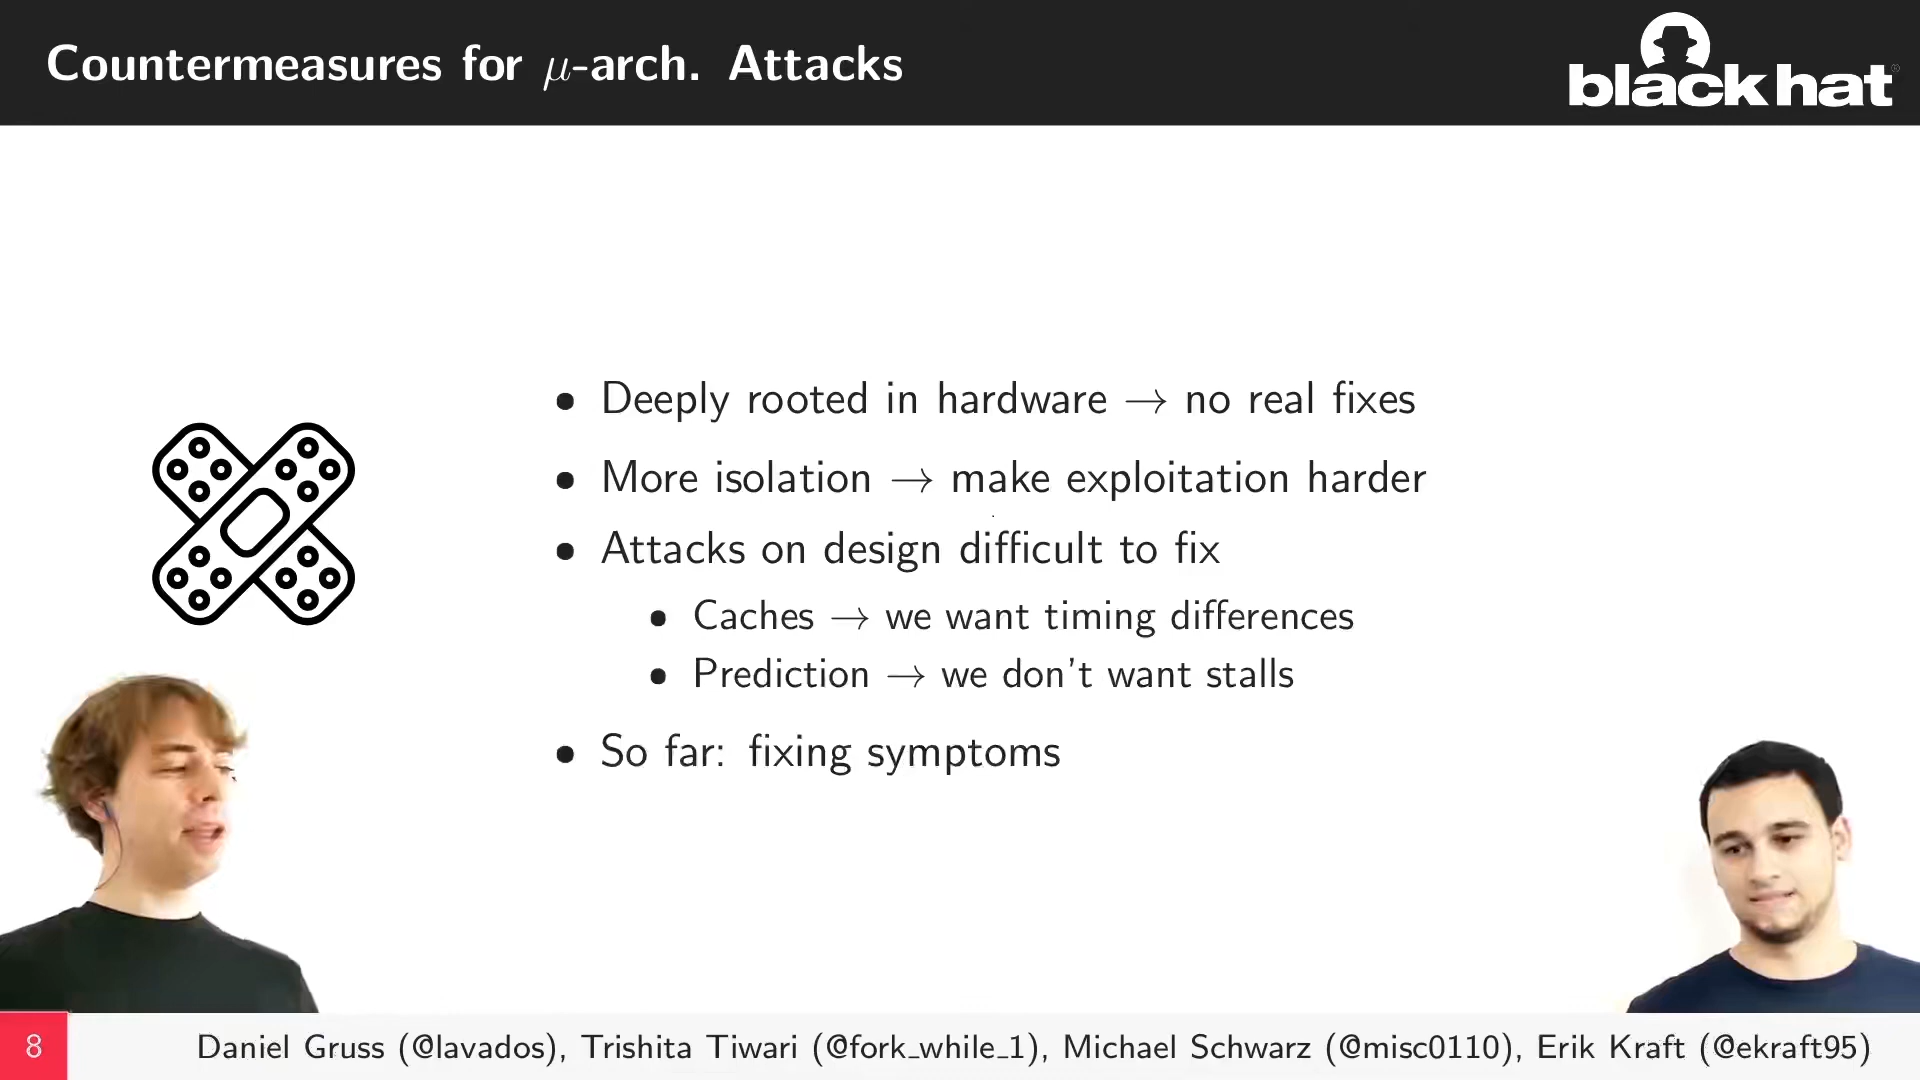 Countermeasures for μ-arch. Attacks
black hat®
• Deeply rooted in hardware → no real fixes
• More isolation → make exploitation harder
• Attacks on design difficult to fix
• Caches → we want timing differences
• Prediction → we don't want stalls
• So far: fixing symptoms
8
Daniel Gruss (@lavados), Trishita Tiwari (@fork_while_1), Michael Schwarz (@misc0110), Erik Kraft (@ekraft95)